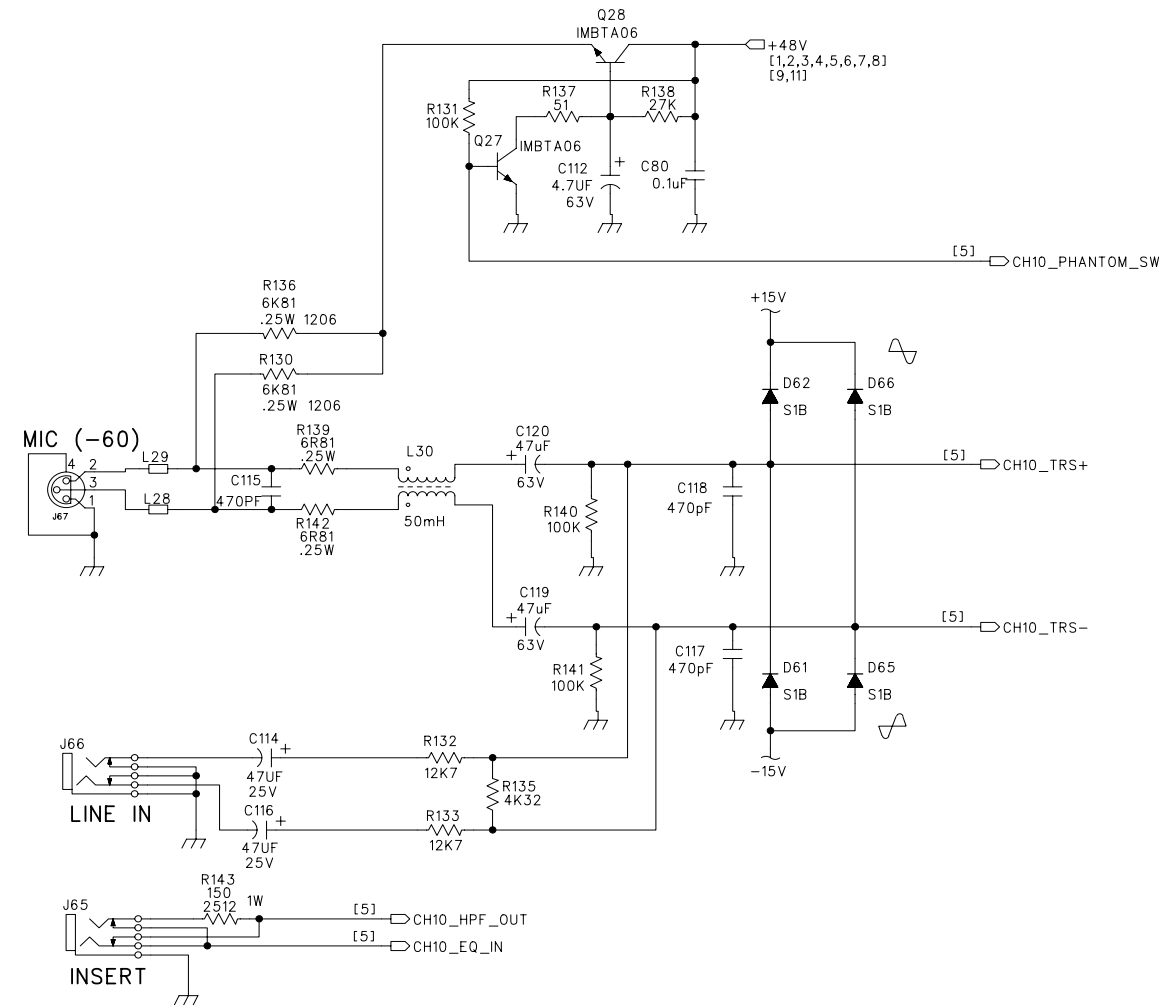 Q28
IMBTA06
+48V
[1,2,3,4,5,6,7,8]
[9,11]
R131
100K
R137
51
R138
27K
Q27
IMBTA06
C112
4.7UF
63V
+
C80
0.1uF
[5]
CH10_PHANTOM_SW
R136
6K81
.25W 1206
R130
6K81
.25W 1206
+15V
D62
S1B
D66
S1B
MIC (-60)
4
2
3
1
J67
L29
L28
C115
470PF
R139
6R81
.25W
R142
6R81
.25W
L30
50mH
C120
+
47uF
63V
R140
100K
C118
470pF
[5]
CH10_TRS+
C119
+
47uF
63V
R141
100K
C117
470pF
[5]
CH10_TRS-
D61
S1B
D65
S1B
-15V
J66
LINE IN
C114
+
47UF
25V
C116
+
47UF
25V
R132
12K7
R135
4K32
R133
12K7
J65
INSERT
R143
150
2512
1W
[5]
CH10_HPF_OUT
[5]
CH10_EQ_IN